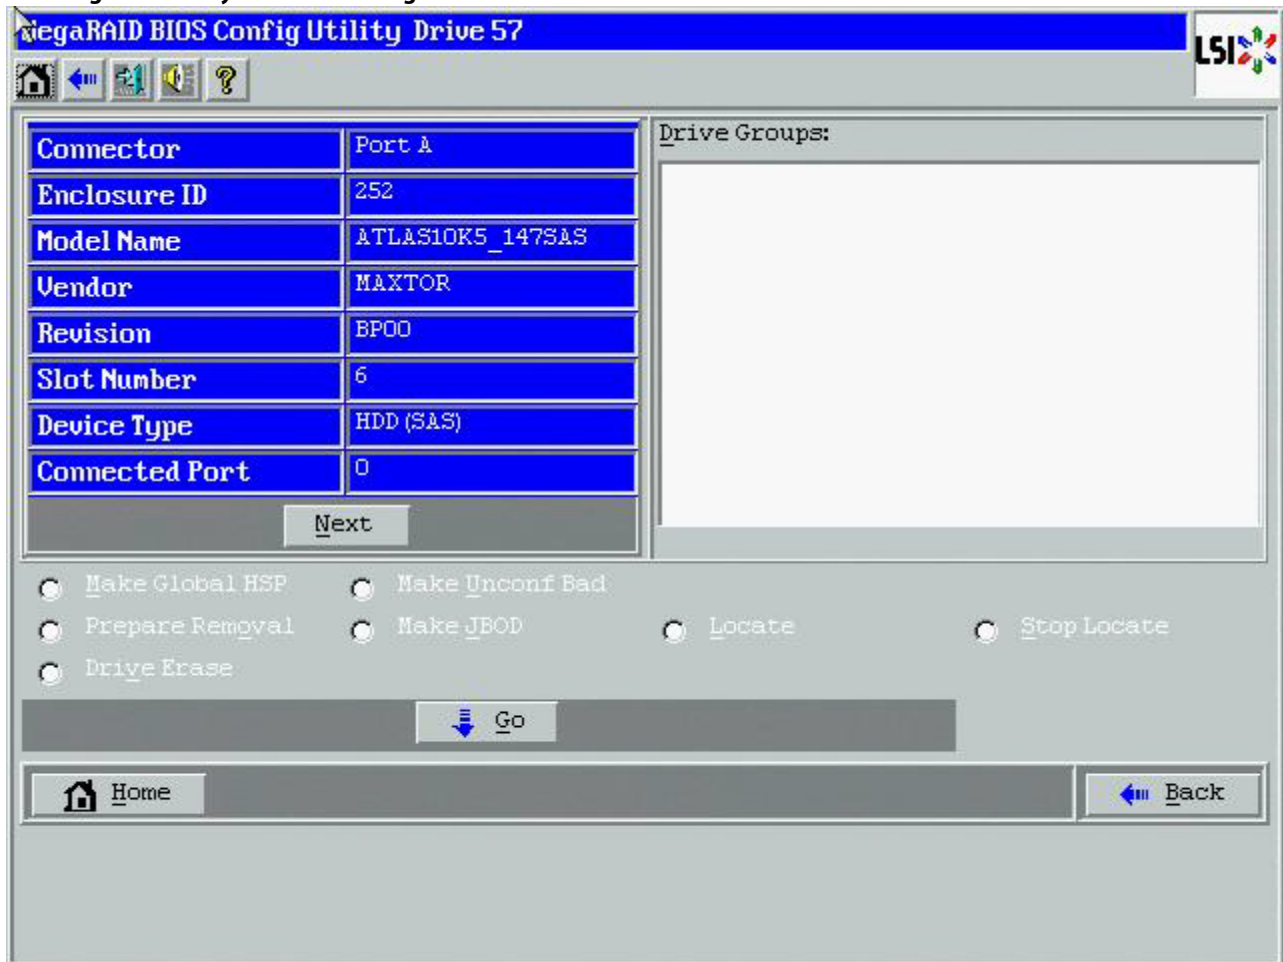 MegaRAID BIOS Config Utility Drive 57
LSI
Connector Port A
Enclosure ID 252
Model Name ATLAS10K5_147SAS
Vendor MAXTOR
Revision BP00
Slot Number 6
Device Type HDD (SAS)
Connected Port 0
Next
Drive Groups:
Make Global HSP Make Unconf Bad
Prepare Removal Make JBOD Locate Stop Locate
Drive Erase
Go
Home Back